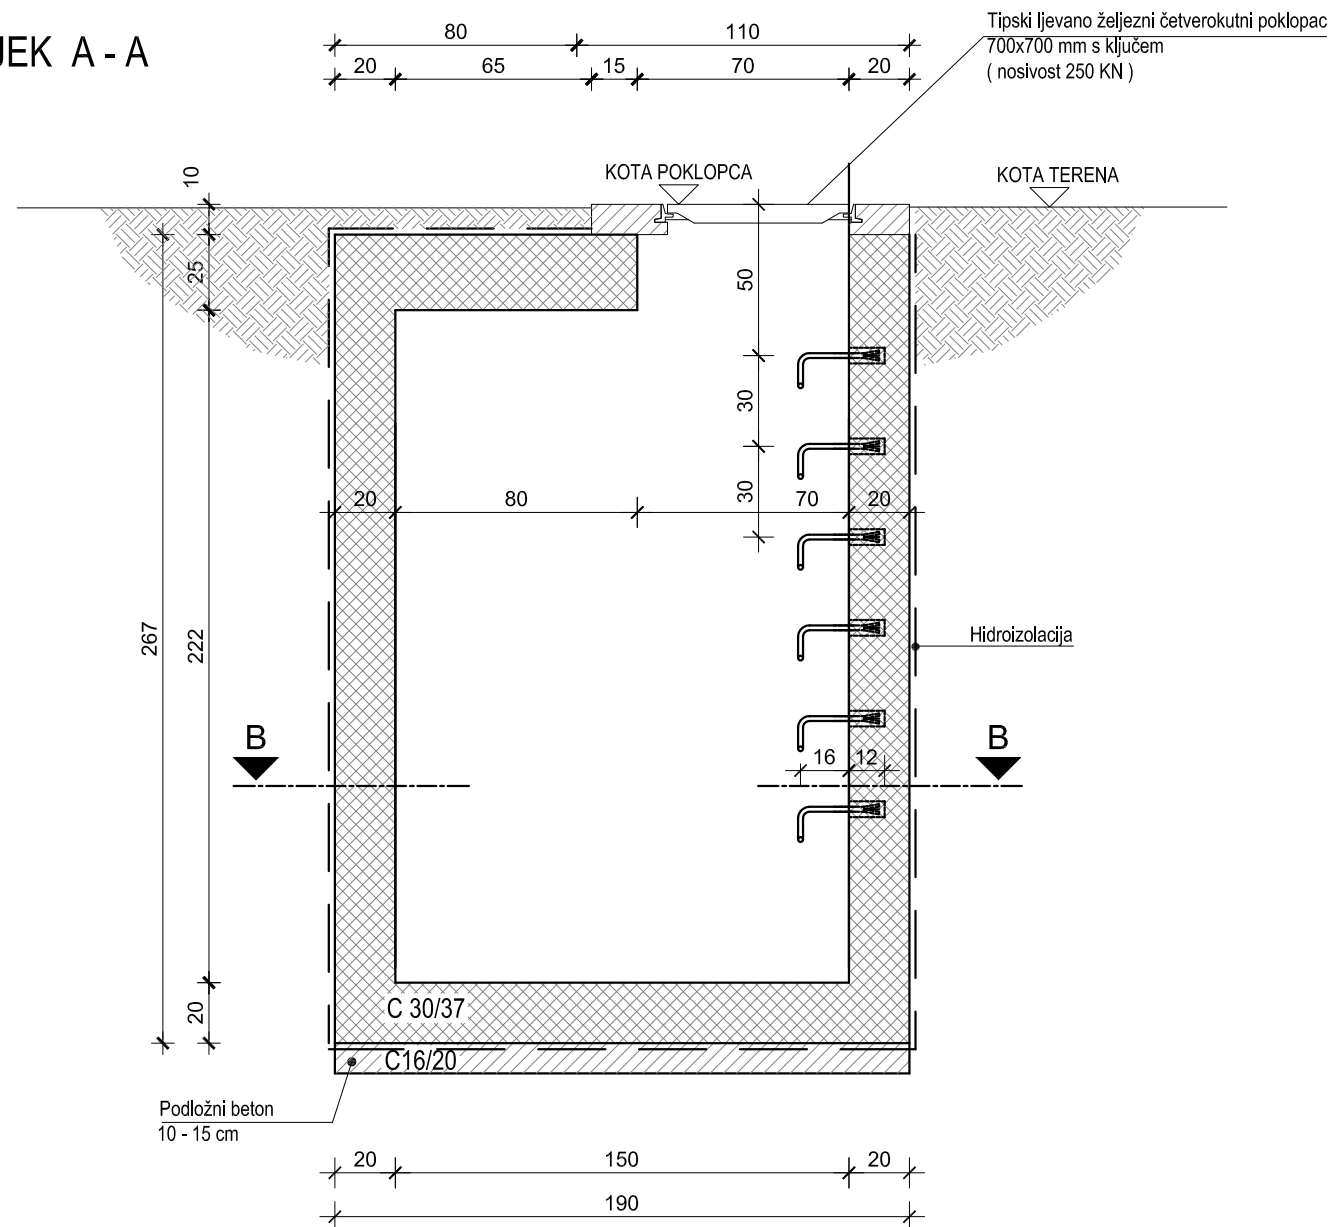 JEK A - A
80
110
20
65
15
70
20
Tipski ljevano željezni četverokutni poklopac
700x700 mm s ključem
( nosivost 250 KN )
10
KOTA POKLOPCA
KOTA TERENA
25
50
30
30
20
80
70
20
267
222
Hidroizolacija
B
B
16
12
20
C 30/37
C16/20
Podložni beton
10 - 15 cm
20
150
20
190